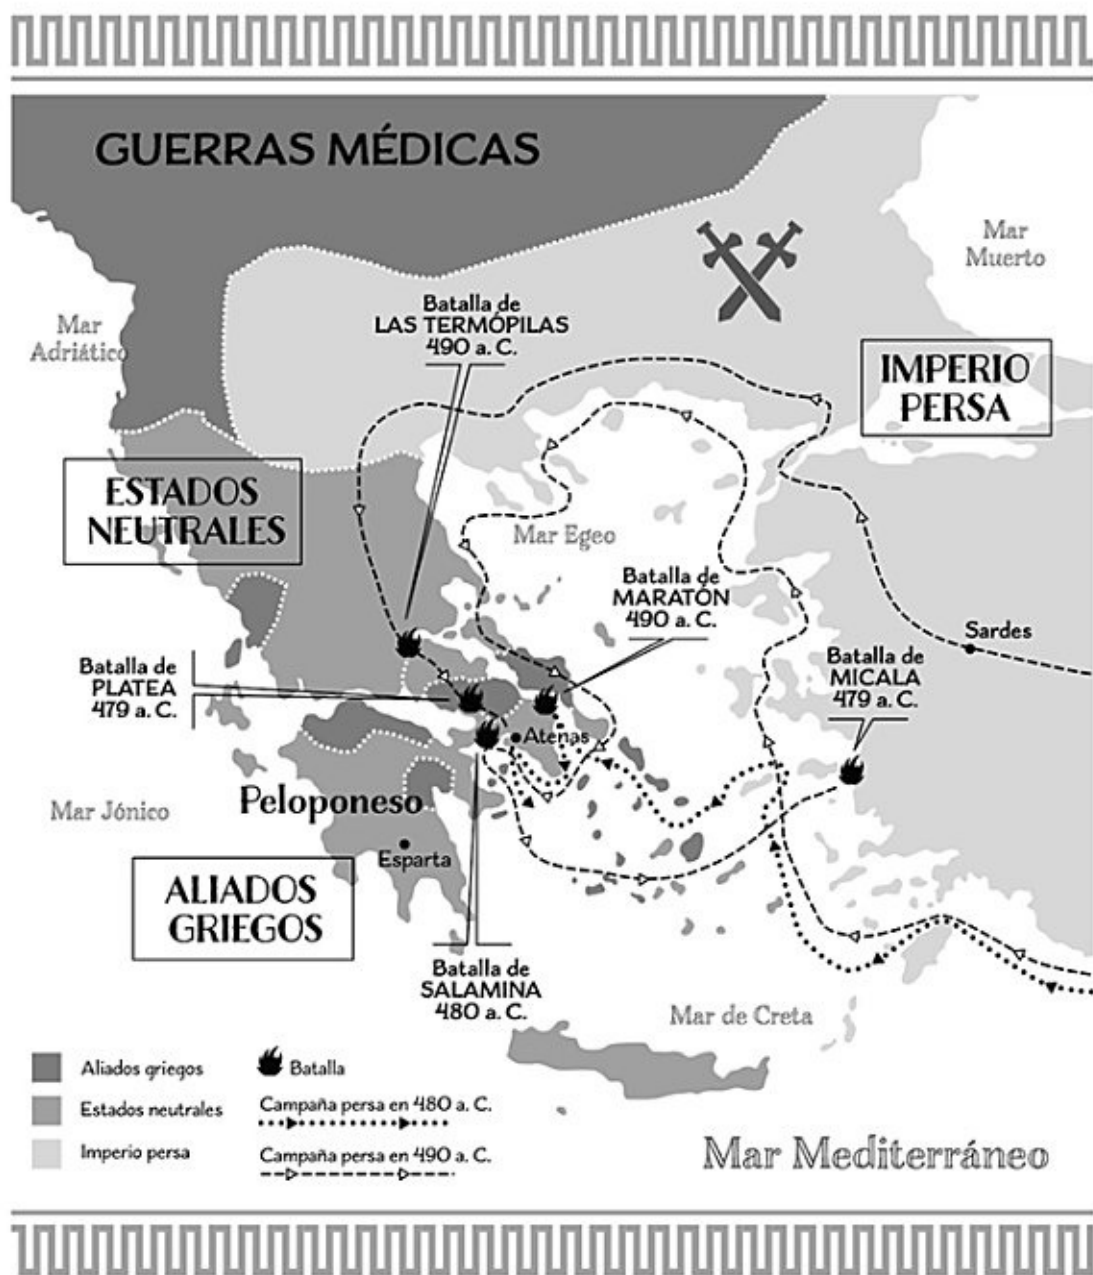 GUERRAS MÉDICAS
Mar
Muerto
Mar
Adriático
Batalla de
LAS TERMÓPILAS
490 a. C.
IMPERIO
PERSA
ESTADOS
NEUTRALES
Mar Egeo
Batalla de
MARATÓN
490 a. C.
Sardes
Batalla de
MICALA
479 a. C.
Batalla de
PLATEA
479 a. C.
Atenas
Peloponeso
Mar Jónico
Esparta
ALIADOS
GRIEGOS
Batalla de
SALAMINA
480 a. C.
Mar de Creta
Aliados griegos
Estados neutrales
Imperio persa
Batalla
Campaña persa en 480 a. C.
Campaña persa en 490 a. C.
Mar Mediterráneo